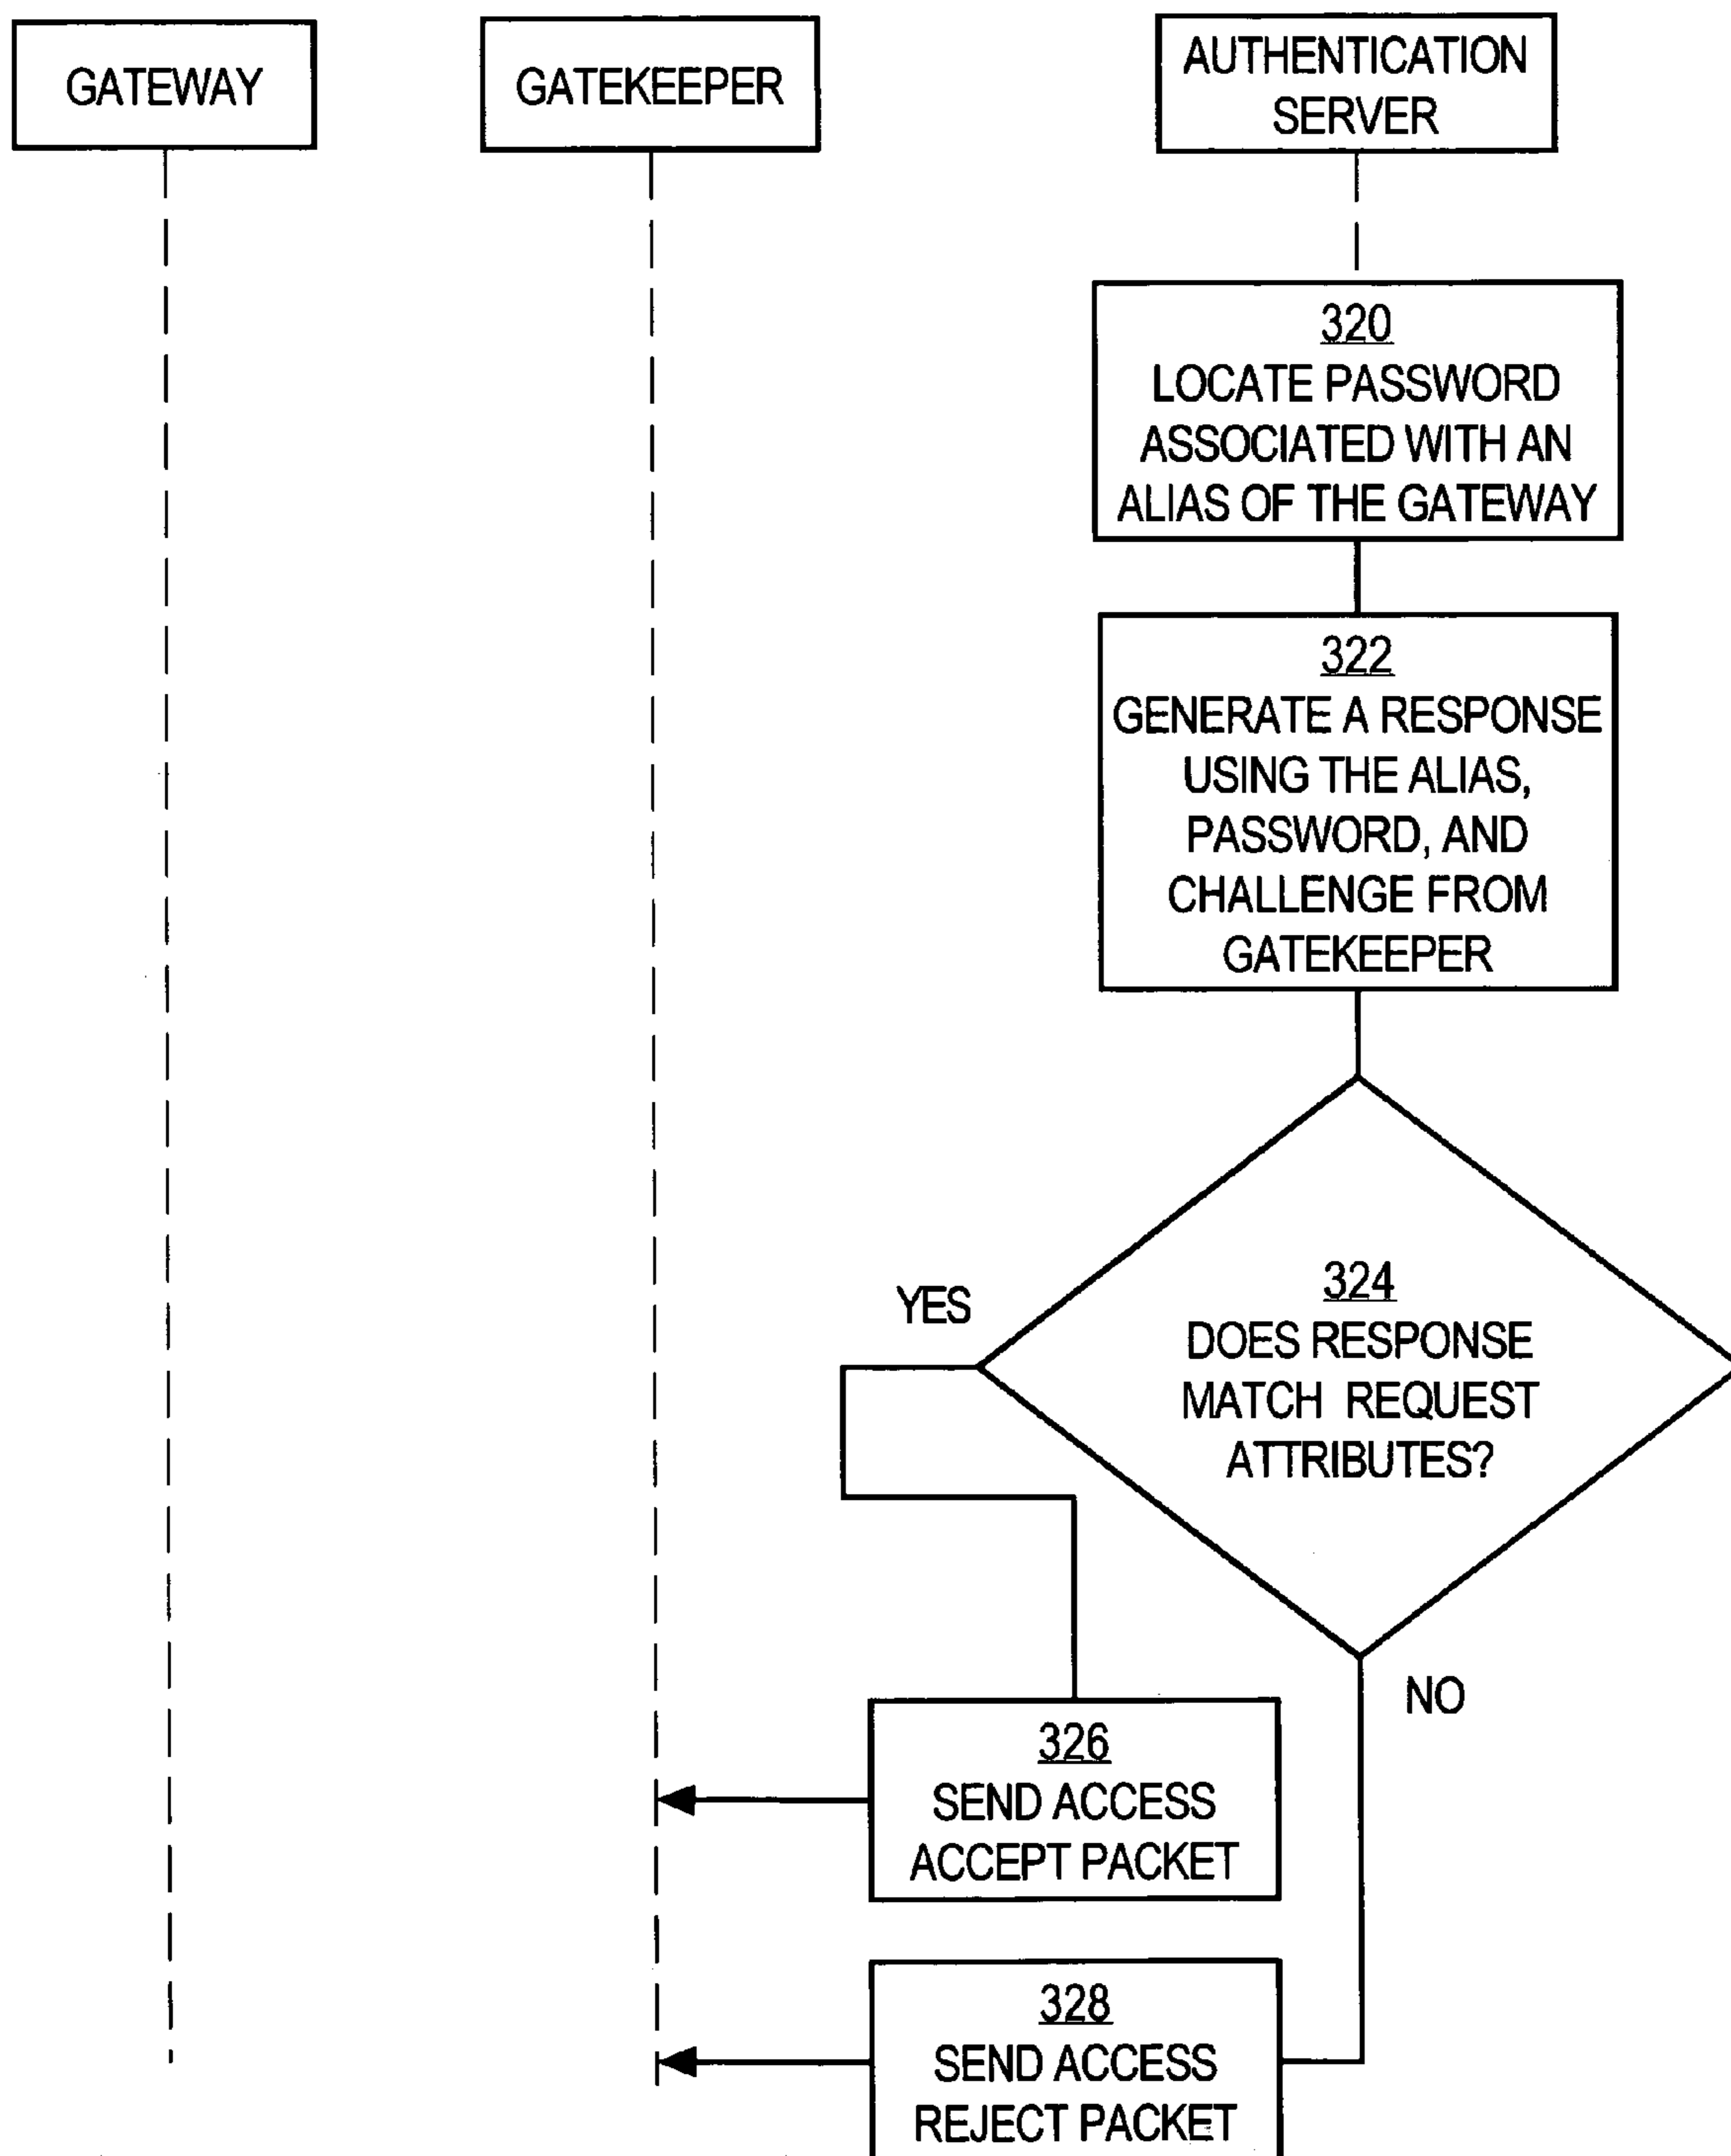 GATEWAY
GATEKEEPER
AUTHENTICATION
SERVER
320
LOCATE PASSWORD
ASSOCIATED WITH AN
ALIAS OF THE GATEWAY
322
GENERATE A RESPONSE
USING THE ALIAS,
PASSWORD, AND
CHALLENGE FROM
GATEKEEPER
324
DOES RESPONSE
MATCH REQUEST
ATTRIBUTES?
YES
NO
326
SEND ACCESS
ACCEPT PACKET
328
SEND ACCESS
REJECT PACKET